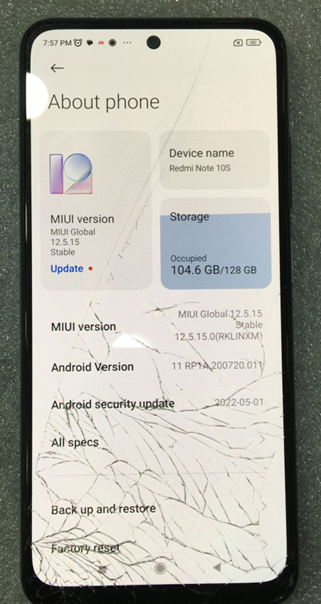 7:57 PM
About phone
12
MIUI version
MIUI Global
12.5.15
Stable
Update
Device name
Redmi Note 10S
Storage
Occupied
104.6 GB/128 GB
MIUI version
MIUI Global 12.5.15
Stable
12.5.15.0(RKLINXM)
Android Version
11 RP1A.200720.011
Android security update
2022-05-01
All specs
Back up and restore
Factory reset